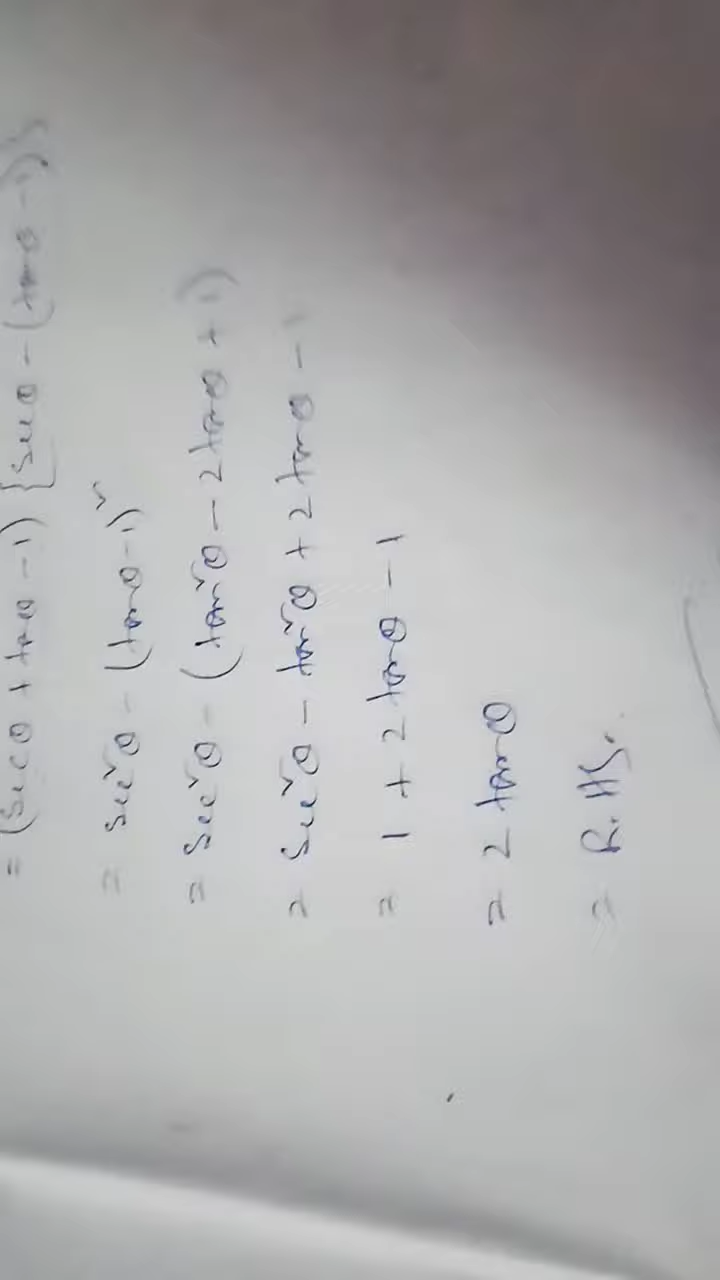 = (secθ + tanθ - 1) {secθ - (tanθ - 1)}
= sec²θ - (tanθ - 1)²
= sec²θ - (tan²θ - 2tanθ + 1)
= sec²θ - tan²θ + 2tanθ - 1
= 1 + 2tanθ - 1
= 2tanθ
= R.HS.